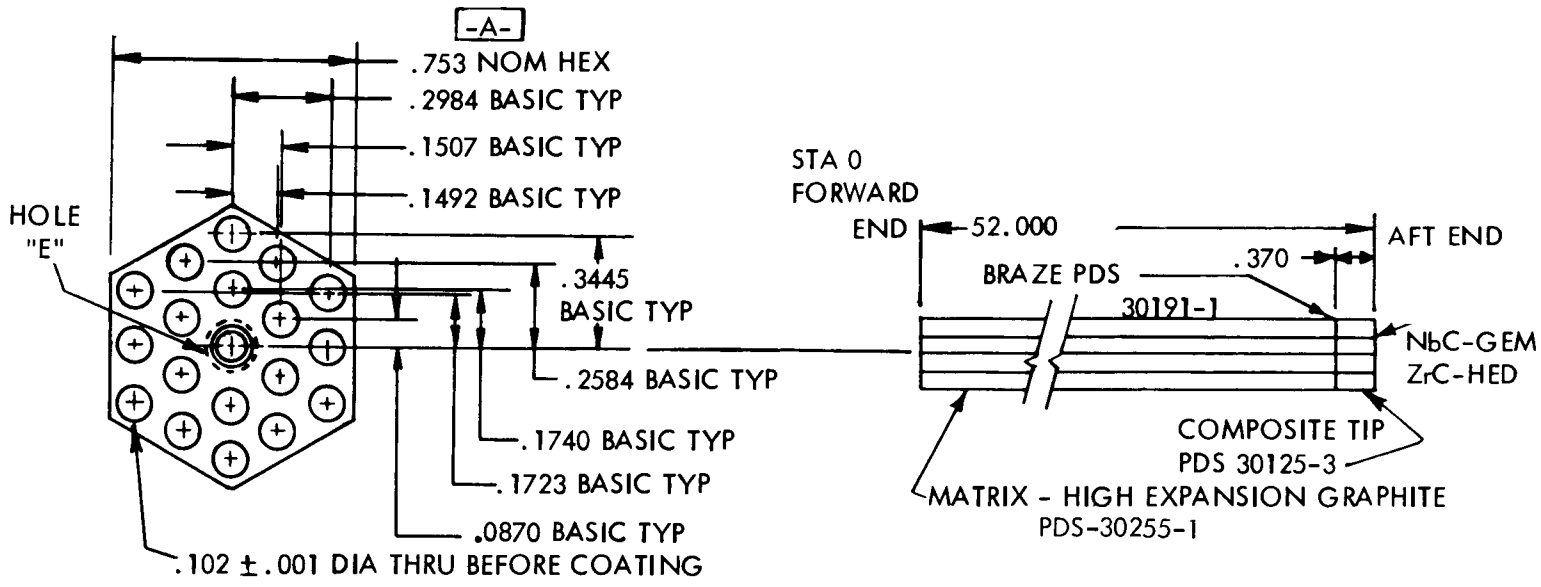 -A-
.753 NOM HEX
.2984 BASIC TYP
.1507 BASIC TYP
.1492 BASIC TYP
HOLE
"E"
.3445
BASIC TYP
.2584 BASIC TYP
.1740 BASIC TYP
.1723 BASIC TYP
.0870 BASIC TYP
.102 ± .001 DIA THRU BEFORE COATING
STA 0
FORWARD
END
52.000
AFT END
.370
BRAZE PDS
30191-1
NbC-GEM
ZrC-HED
COMPOSITE TIP
PDS 30125-3
MATRIX - HIGH EXPANSION GRAPHITE
PDS-30255-1